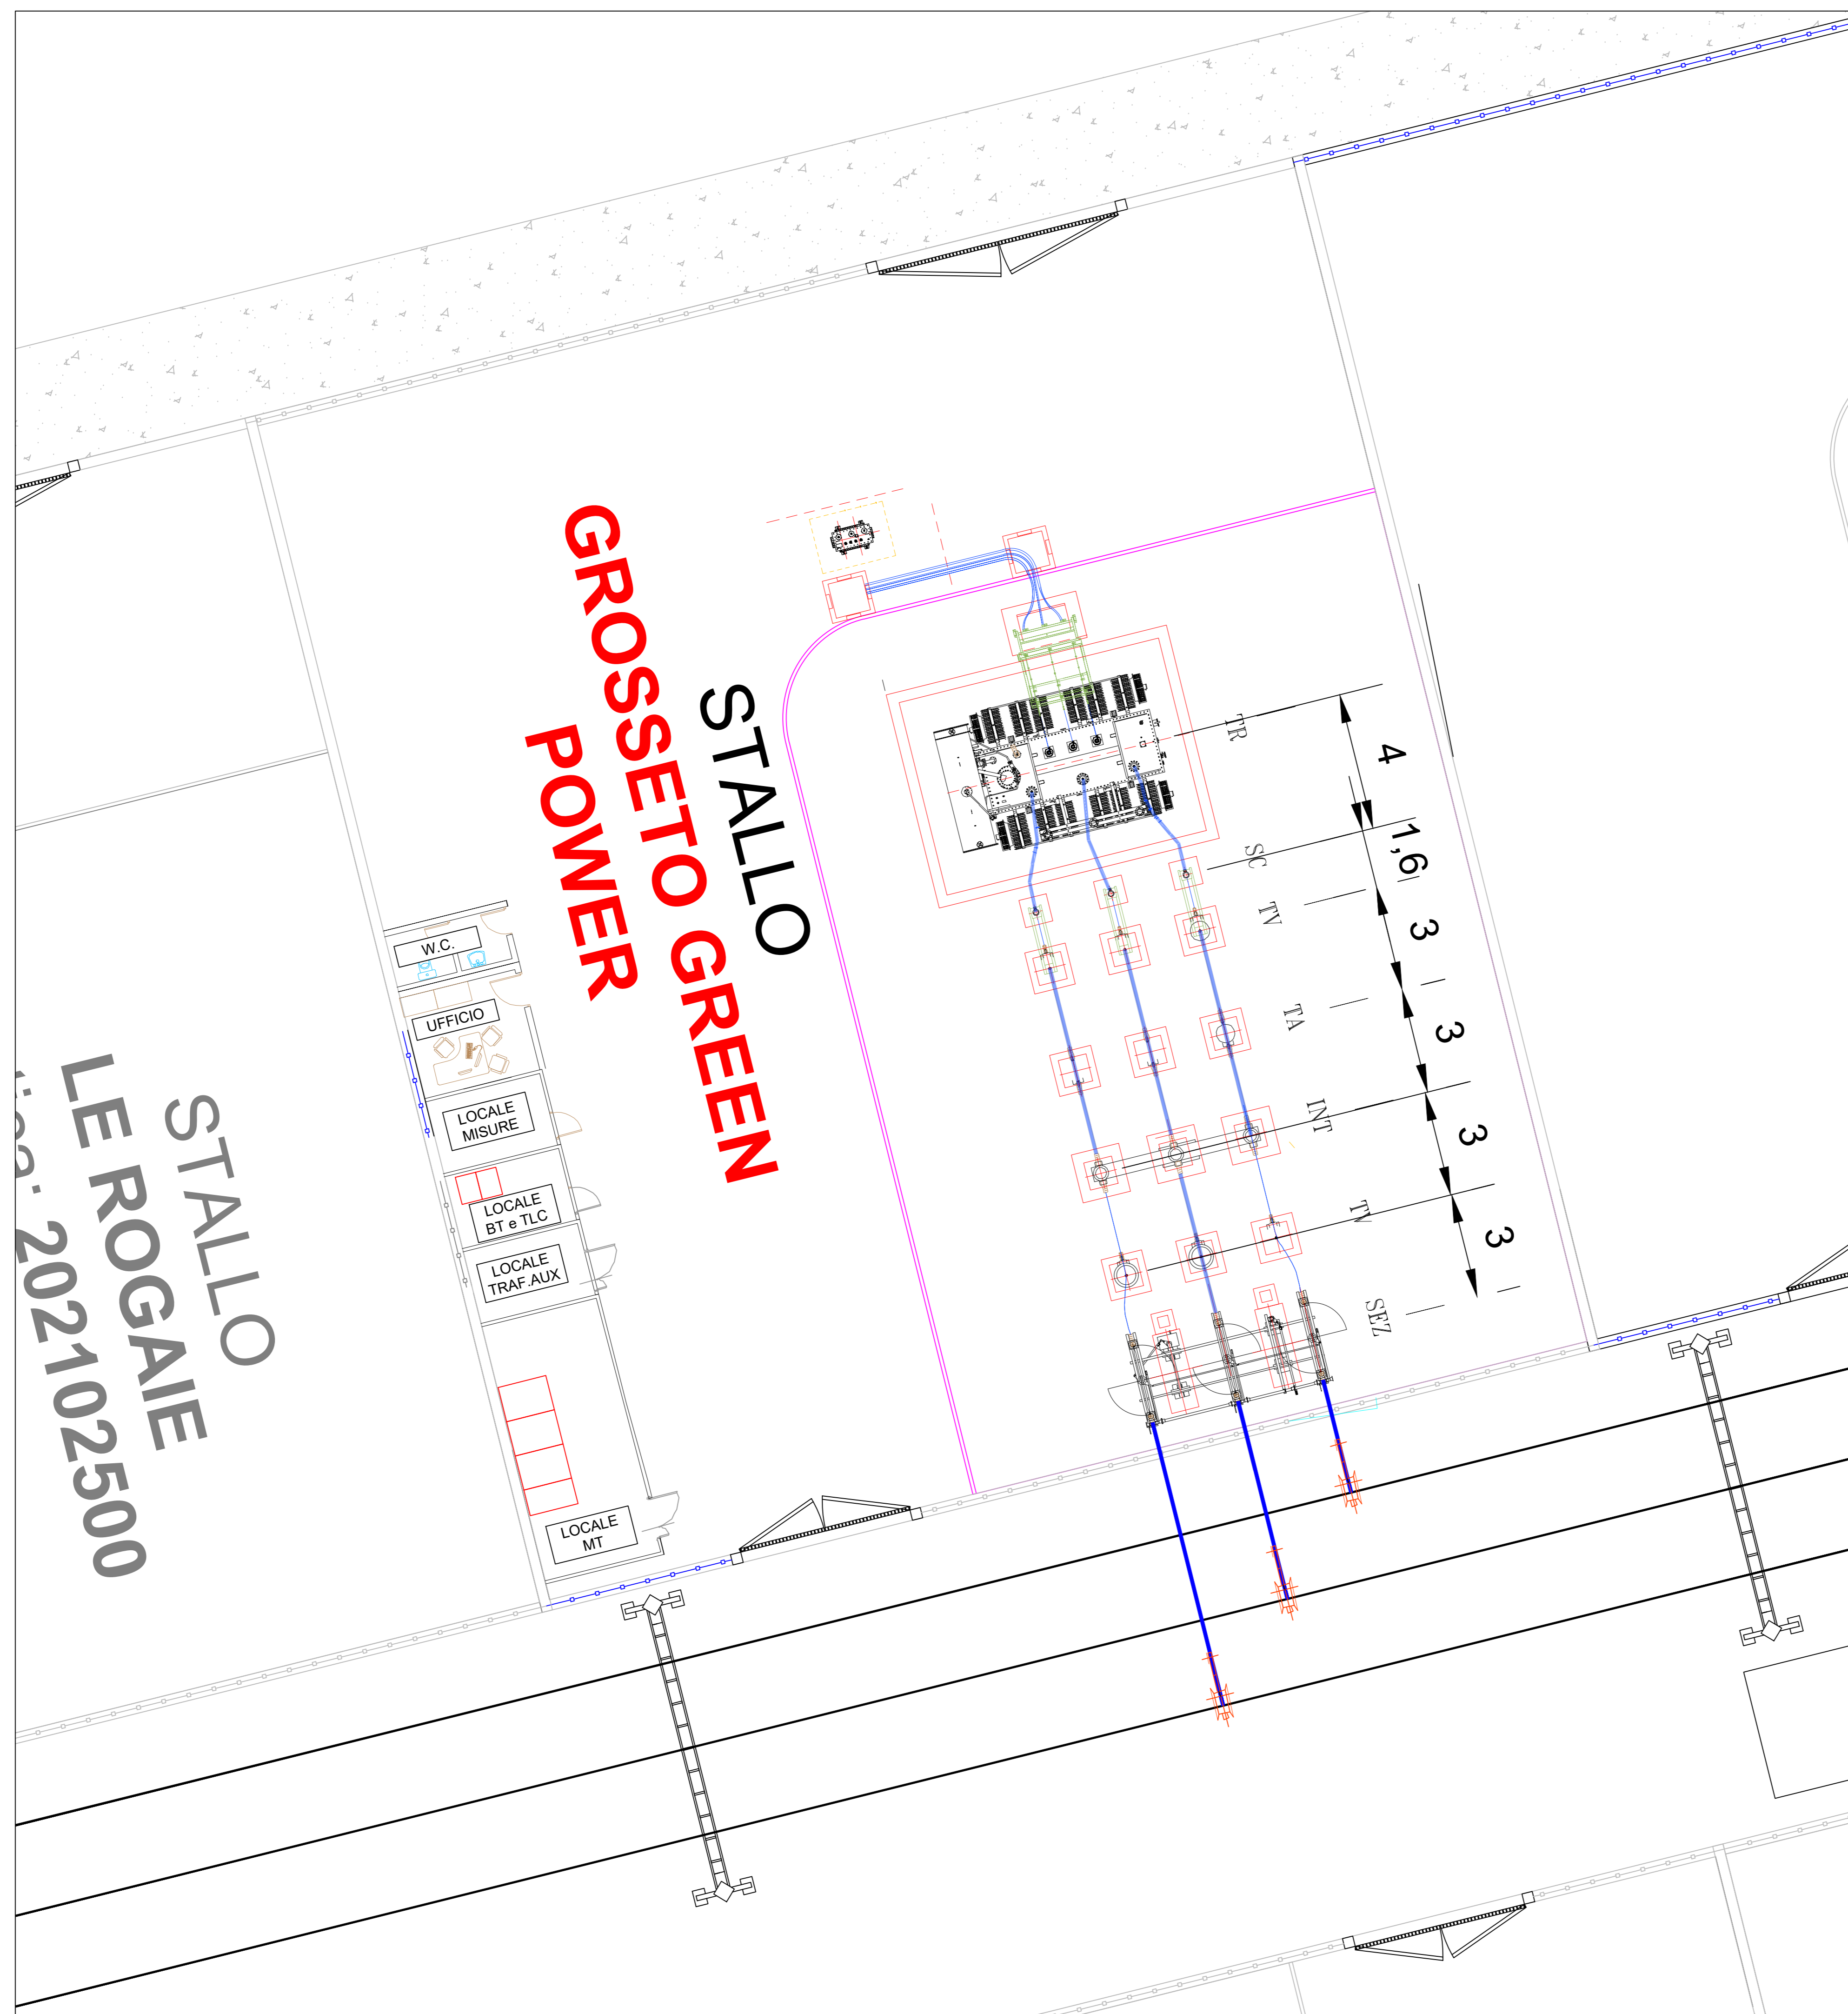 STALLO
GROSSETO GREEN
POWER
STALLO
LE ROGAIE
202102500
W.C.
UFFICIO
LOCALE
MISURE
LOCALE
BT e TLC
LOCALE
TRAF.AUX
LOCALE
MT
TR
SC
TV
TA
INT
TV
SEZ
4
1,6
3
3
3
3